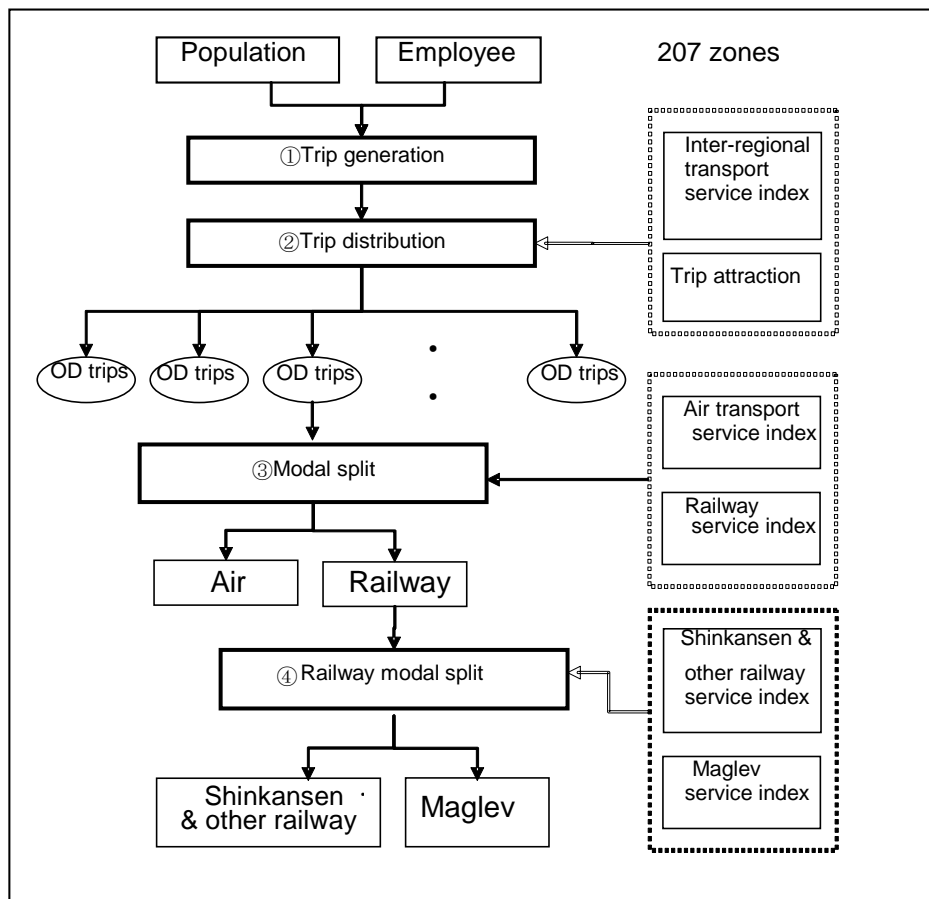 Population
Employee
207 zones
①Trip generation
Inter-regional
transport
service index
②Trip distribution
Trip attraction
OD trips
OD trips
OD trips
OD trips
Air transport
service index
③Modal split
Railway
service index
Air
Railway
Shinkansen &
other railway
service index
④Railway modal split
Maglev
service index
Shinkansen
& other railway
Maglev